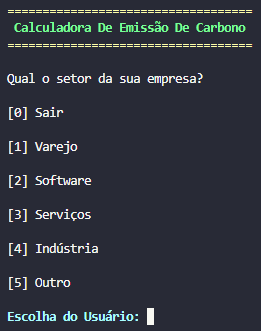 ===================================
Calculadora De Emissão De Carbono
===================================
Qual o setor da sua empresa?
[0] Sair
[1] Varejo
[2] Software
[3] Serviços
[4] Indústria
[5] Outro
Escolha do Usuário: